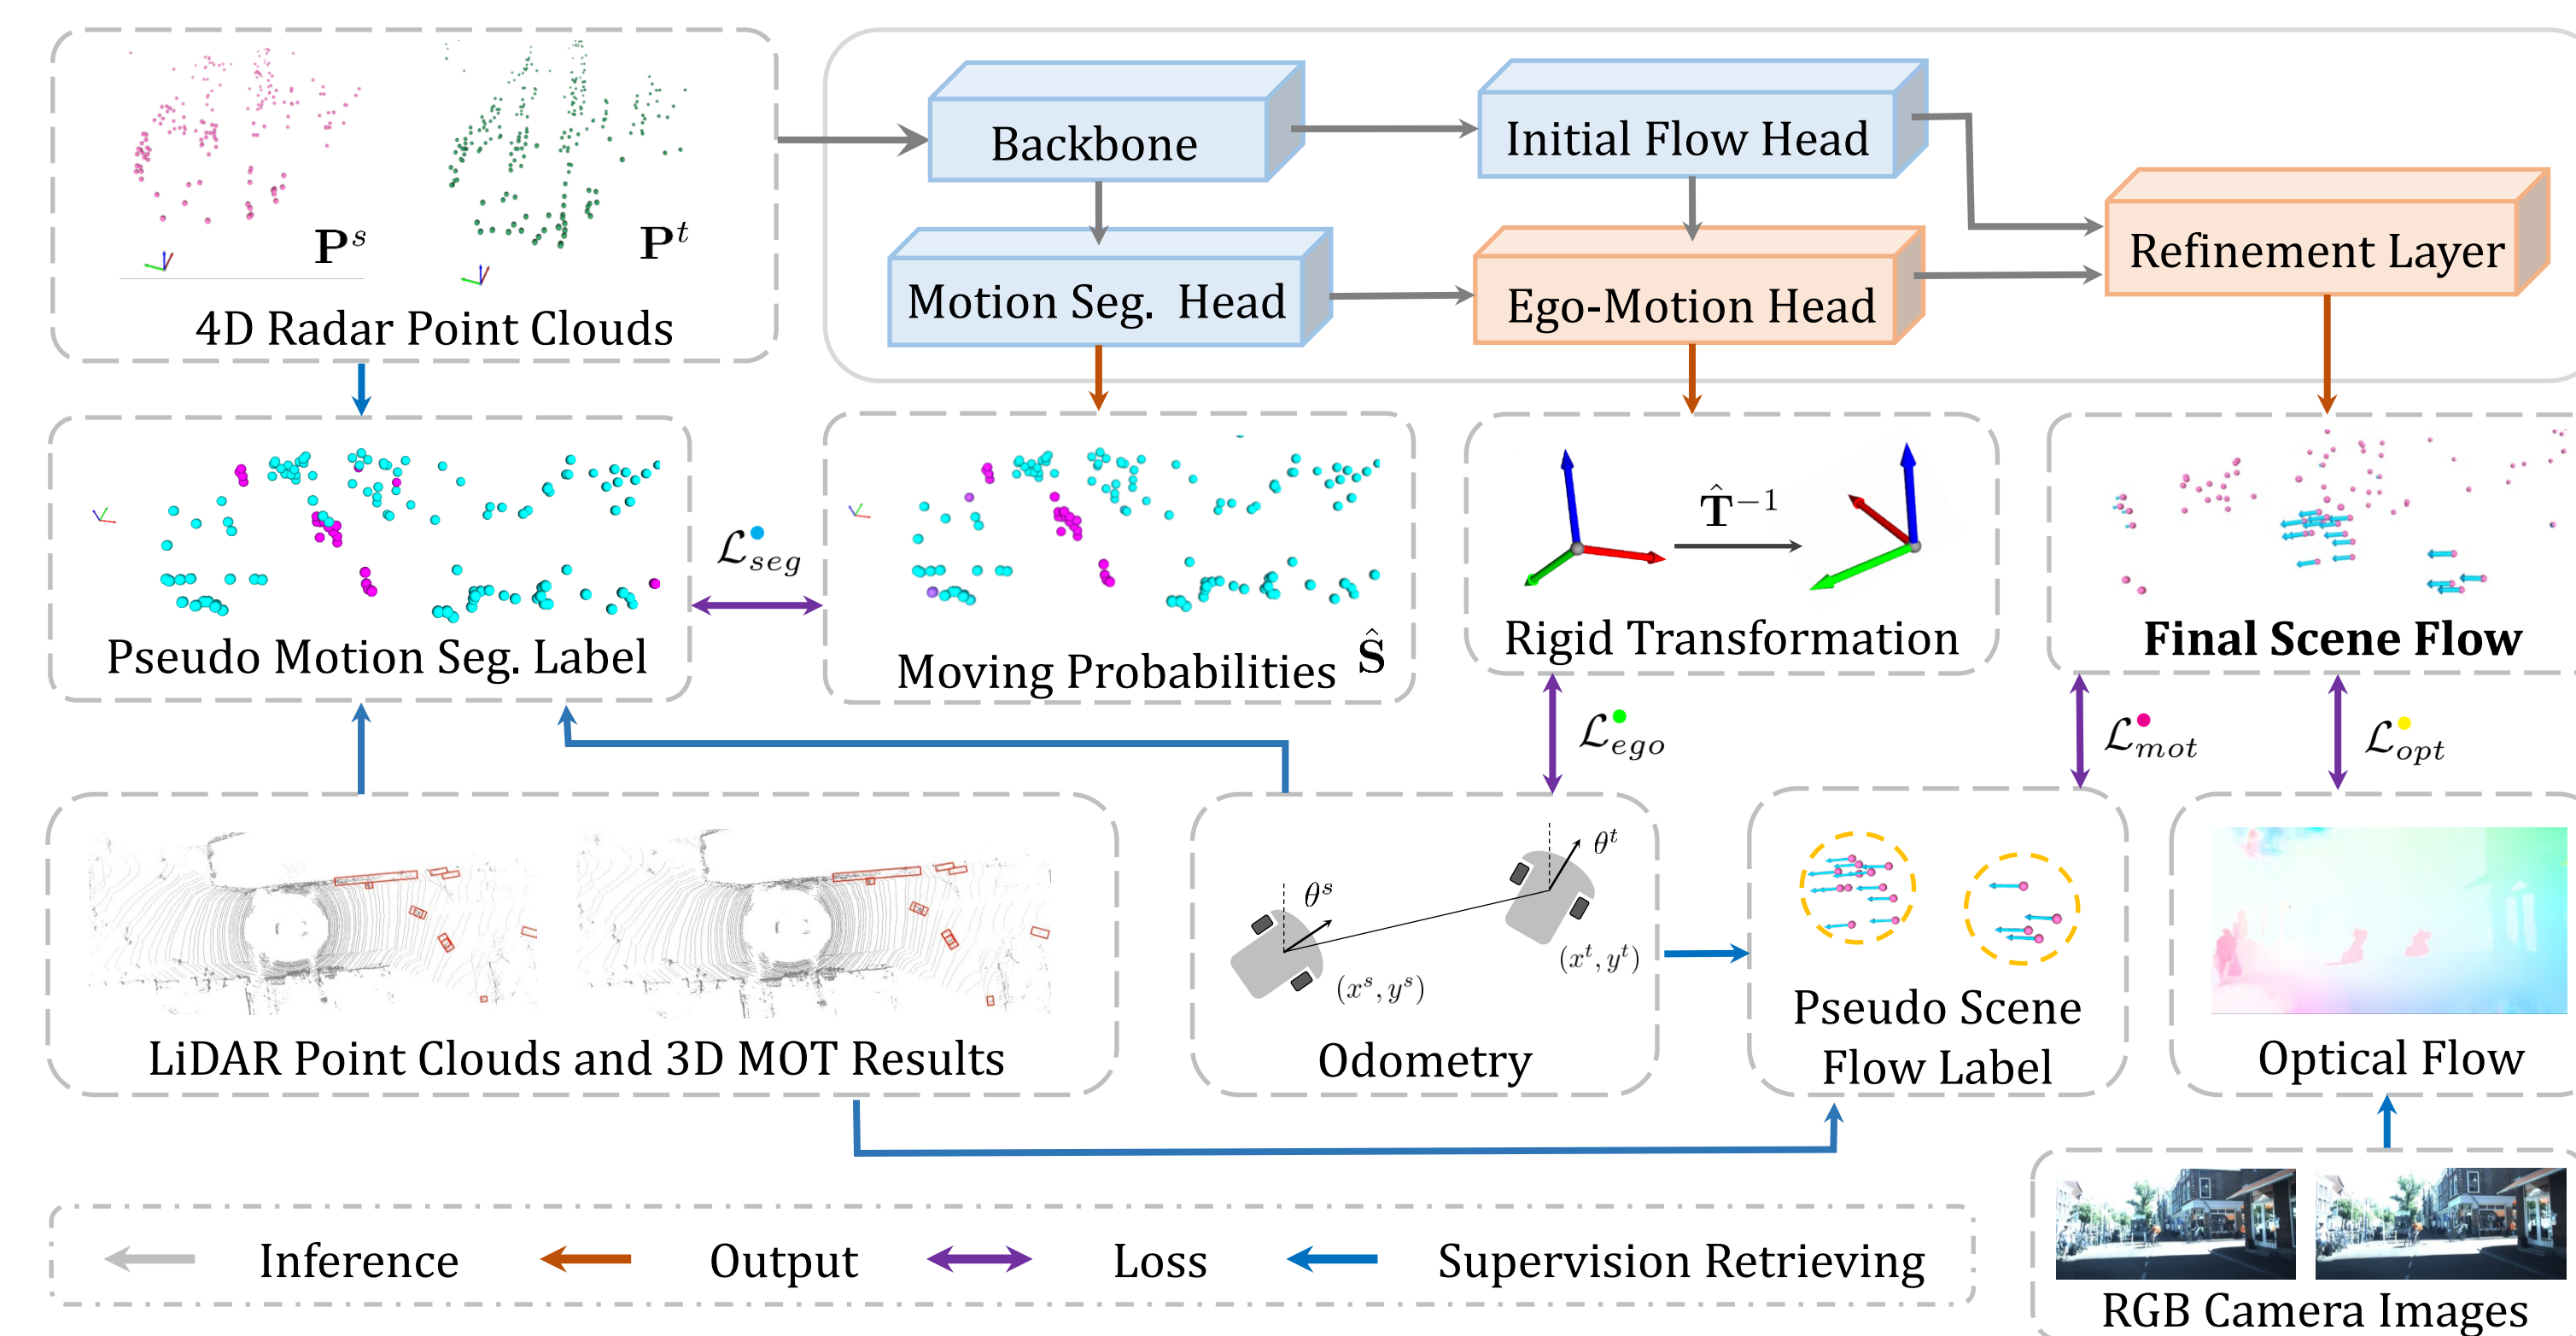 P^s
P^t
4D Radar Point Clouds
Backbone
Initial Flow Head
Motion Seg. Head
Ego-Motion Head
Refinement Layer
Pseudo Motion Seg. Label
ℒ_seg
Moving Probabilities Ŝ
T̂^{-1}
Rigid Transformation
Final Scene Flow
ℒ_ego
ℒ_mot
ℒ_opt
LiDAR Point Clouds and 3D MOT Results
θ^s
(x^s, y^s)
θ^t
(x^t, y^t)
Odometry
Pseudo Scene
Flow Label
Optical Flow
Inference
Output
Loss
Supervision Retrieving
RGB Camera Images